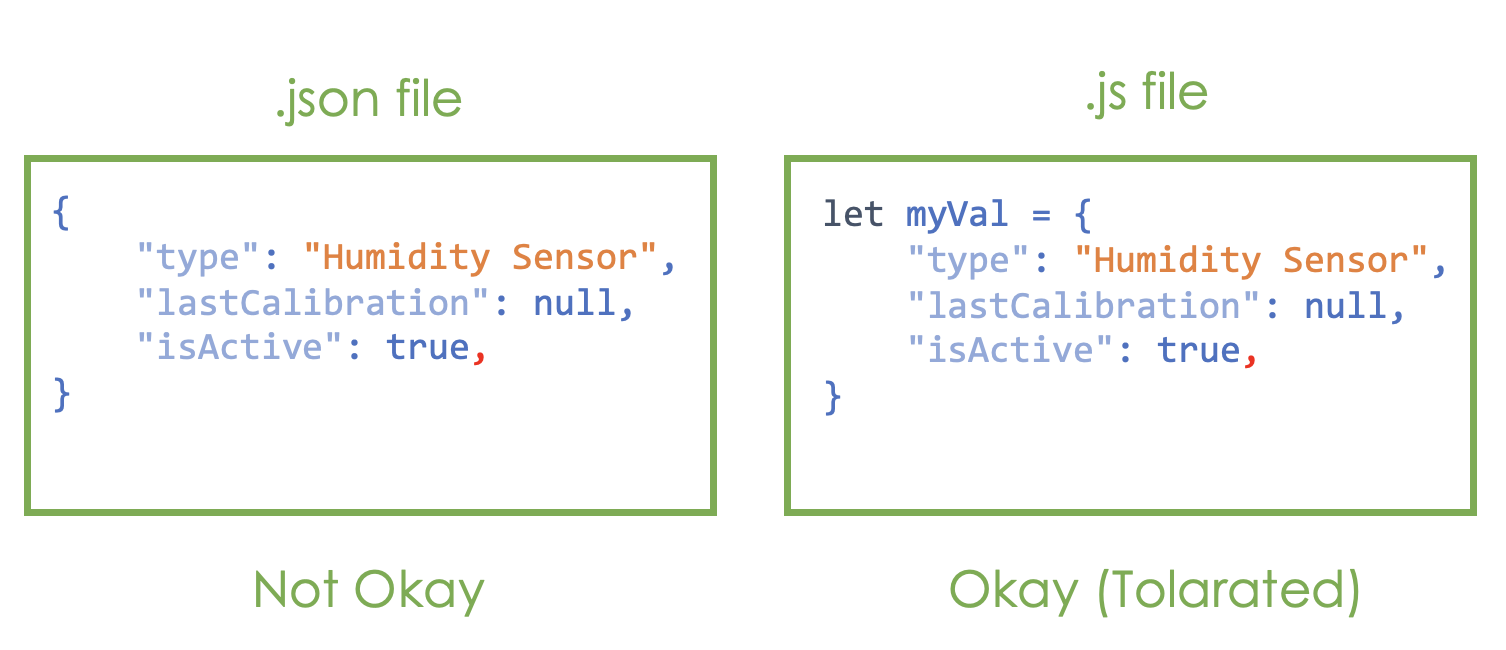 .json file
{
    "type": "Humidity Sensor",
    "lastCalibration": null,
    "isActive": true,
}
Not Okay
.js file
let myVal = {
    "type": "Humidity Sensor",
    "lastCalibration": null,
    "isActive": true,
}
Okay (Tolarated)